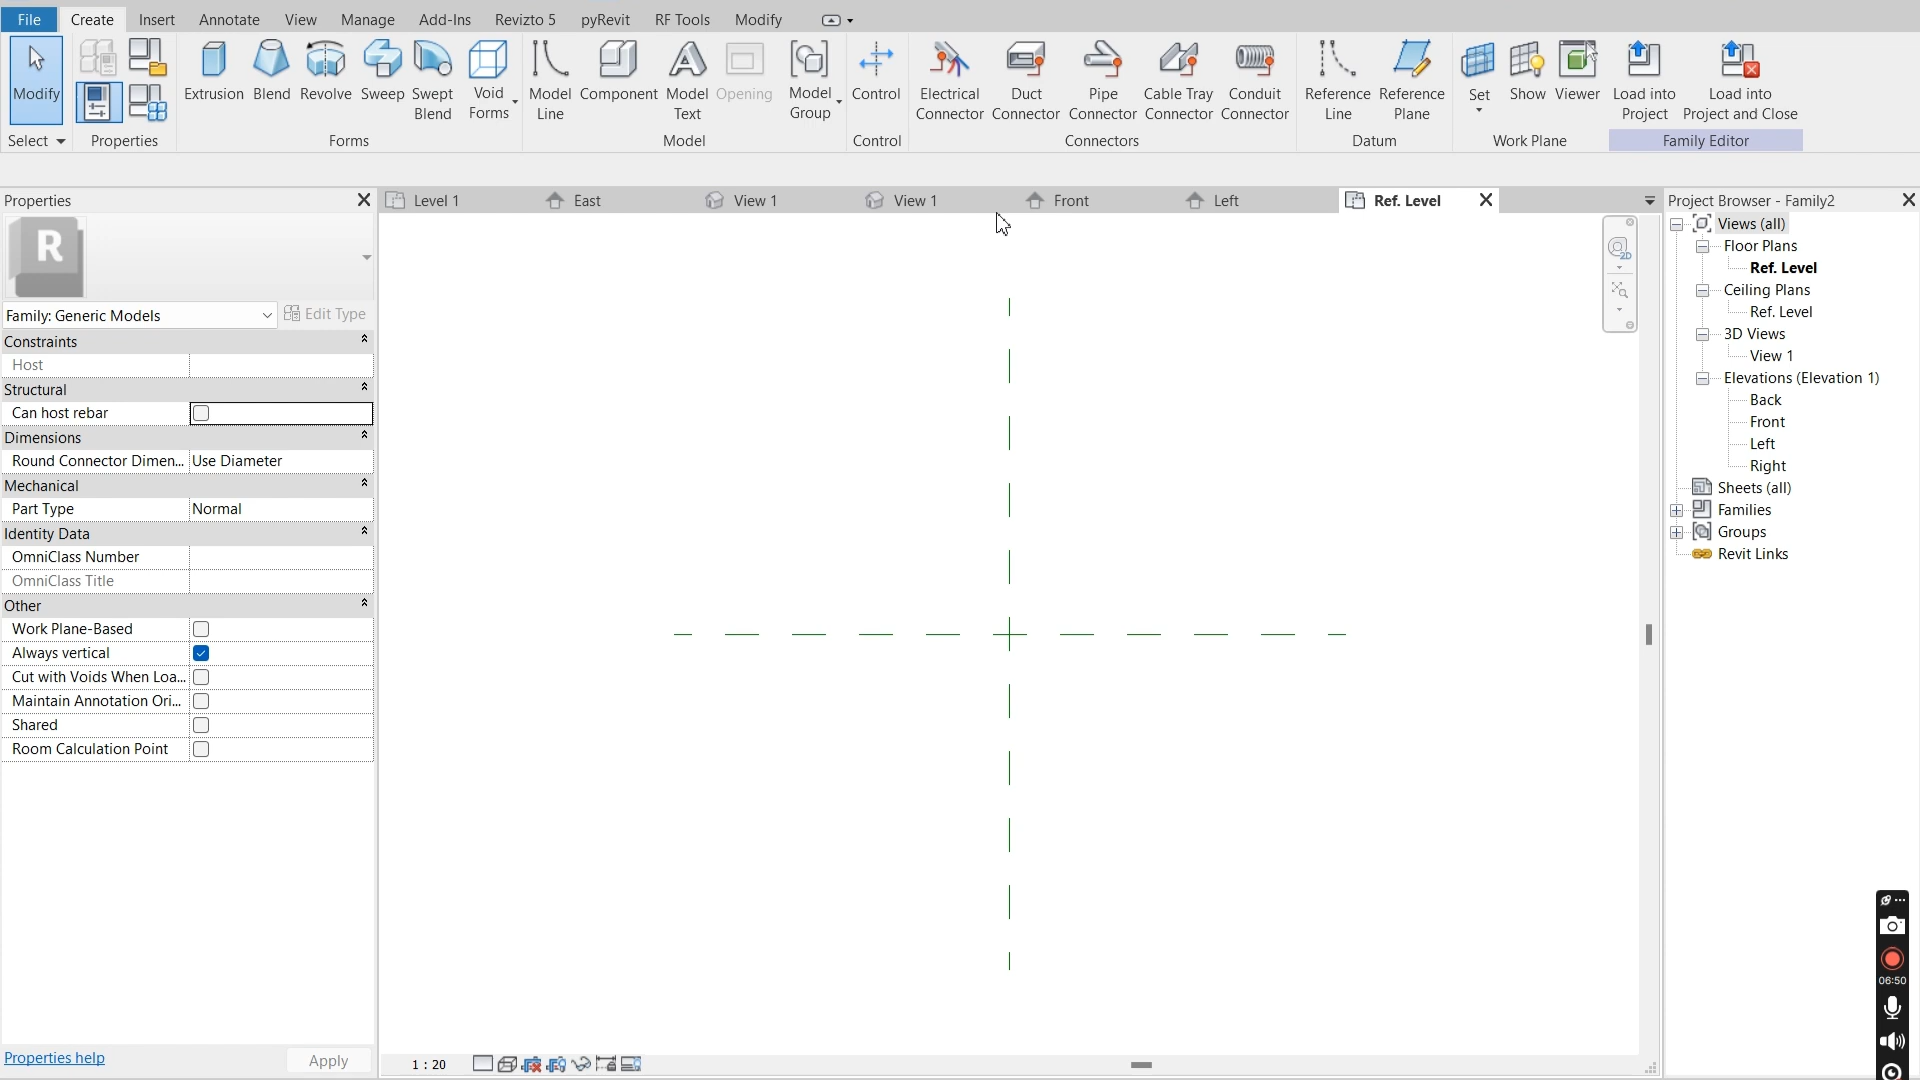 File Create Insert Annotate View Manage Add-Ins Revizto 5 pyRevit RF Tools Modify
Modify Extrusion Blend Revolve Sweep Swept Blend Void Forms Model Line Component Model Text Opening Model Group Control Electrical Connector Duct Connector Pipe Connector Cable Tray Connector Conduit Connector Reference Line Reference Plane Set Show Viewer Load into Project Load into Project and Close
Select Properties Forms Model Control Connectors Datum Work Plane Family Editor
Properties Level 1 East View 1 View 1 Front Left Ref. Level Project Browser - Family2
R
Family: Generic Models Edit Type
Constraints
Host
Structural
Can host rebar
Dimensions
Round Connector Dimen... Use Diameter
Mechanical
Part Type Normal
Identity Data
OmniClass Number
OmniClass Title
Other
Work Plane-Based
Always vertical
Cut with Voids When Loa...
Maintain Annotation Ori...
Shared
Room Calculation Point
Properties help Apply
1 : 20
2D
Views (all)
Floor Plans
Ref. Level
Ceiling Plans
Ref. Level
3D Views
View 1
Elevations (Elevation 1)
Back
Front
Left
Right
Sheets (all)
Families
Groups
Revit Links
06:50